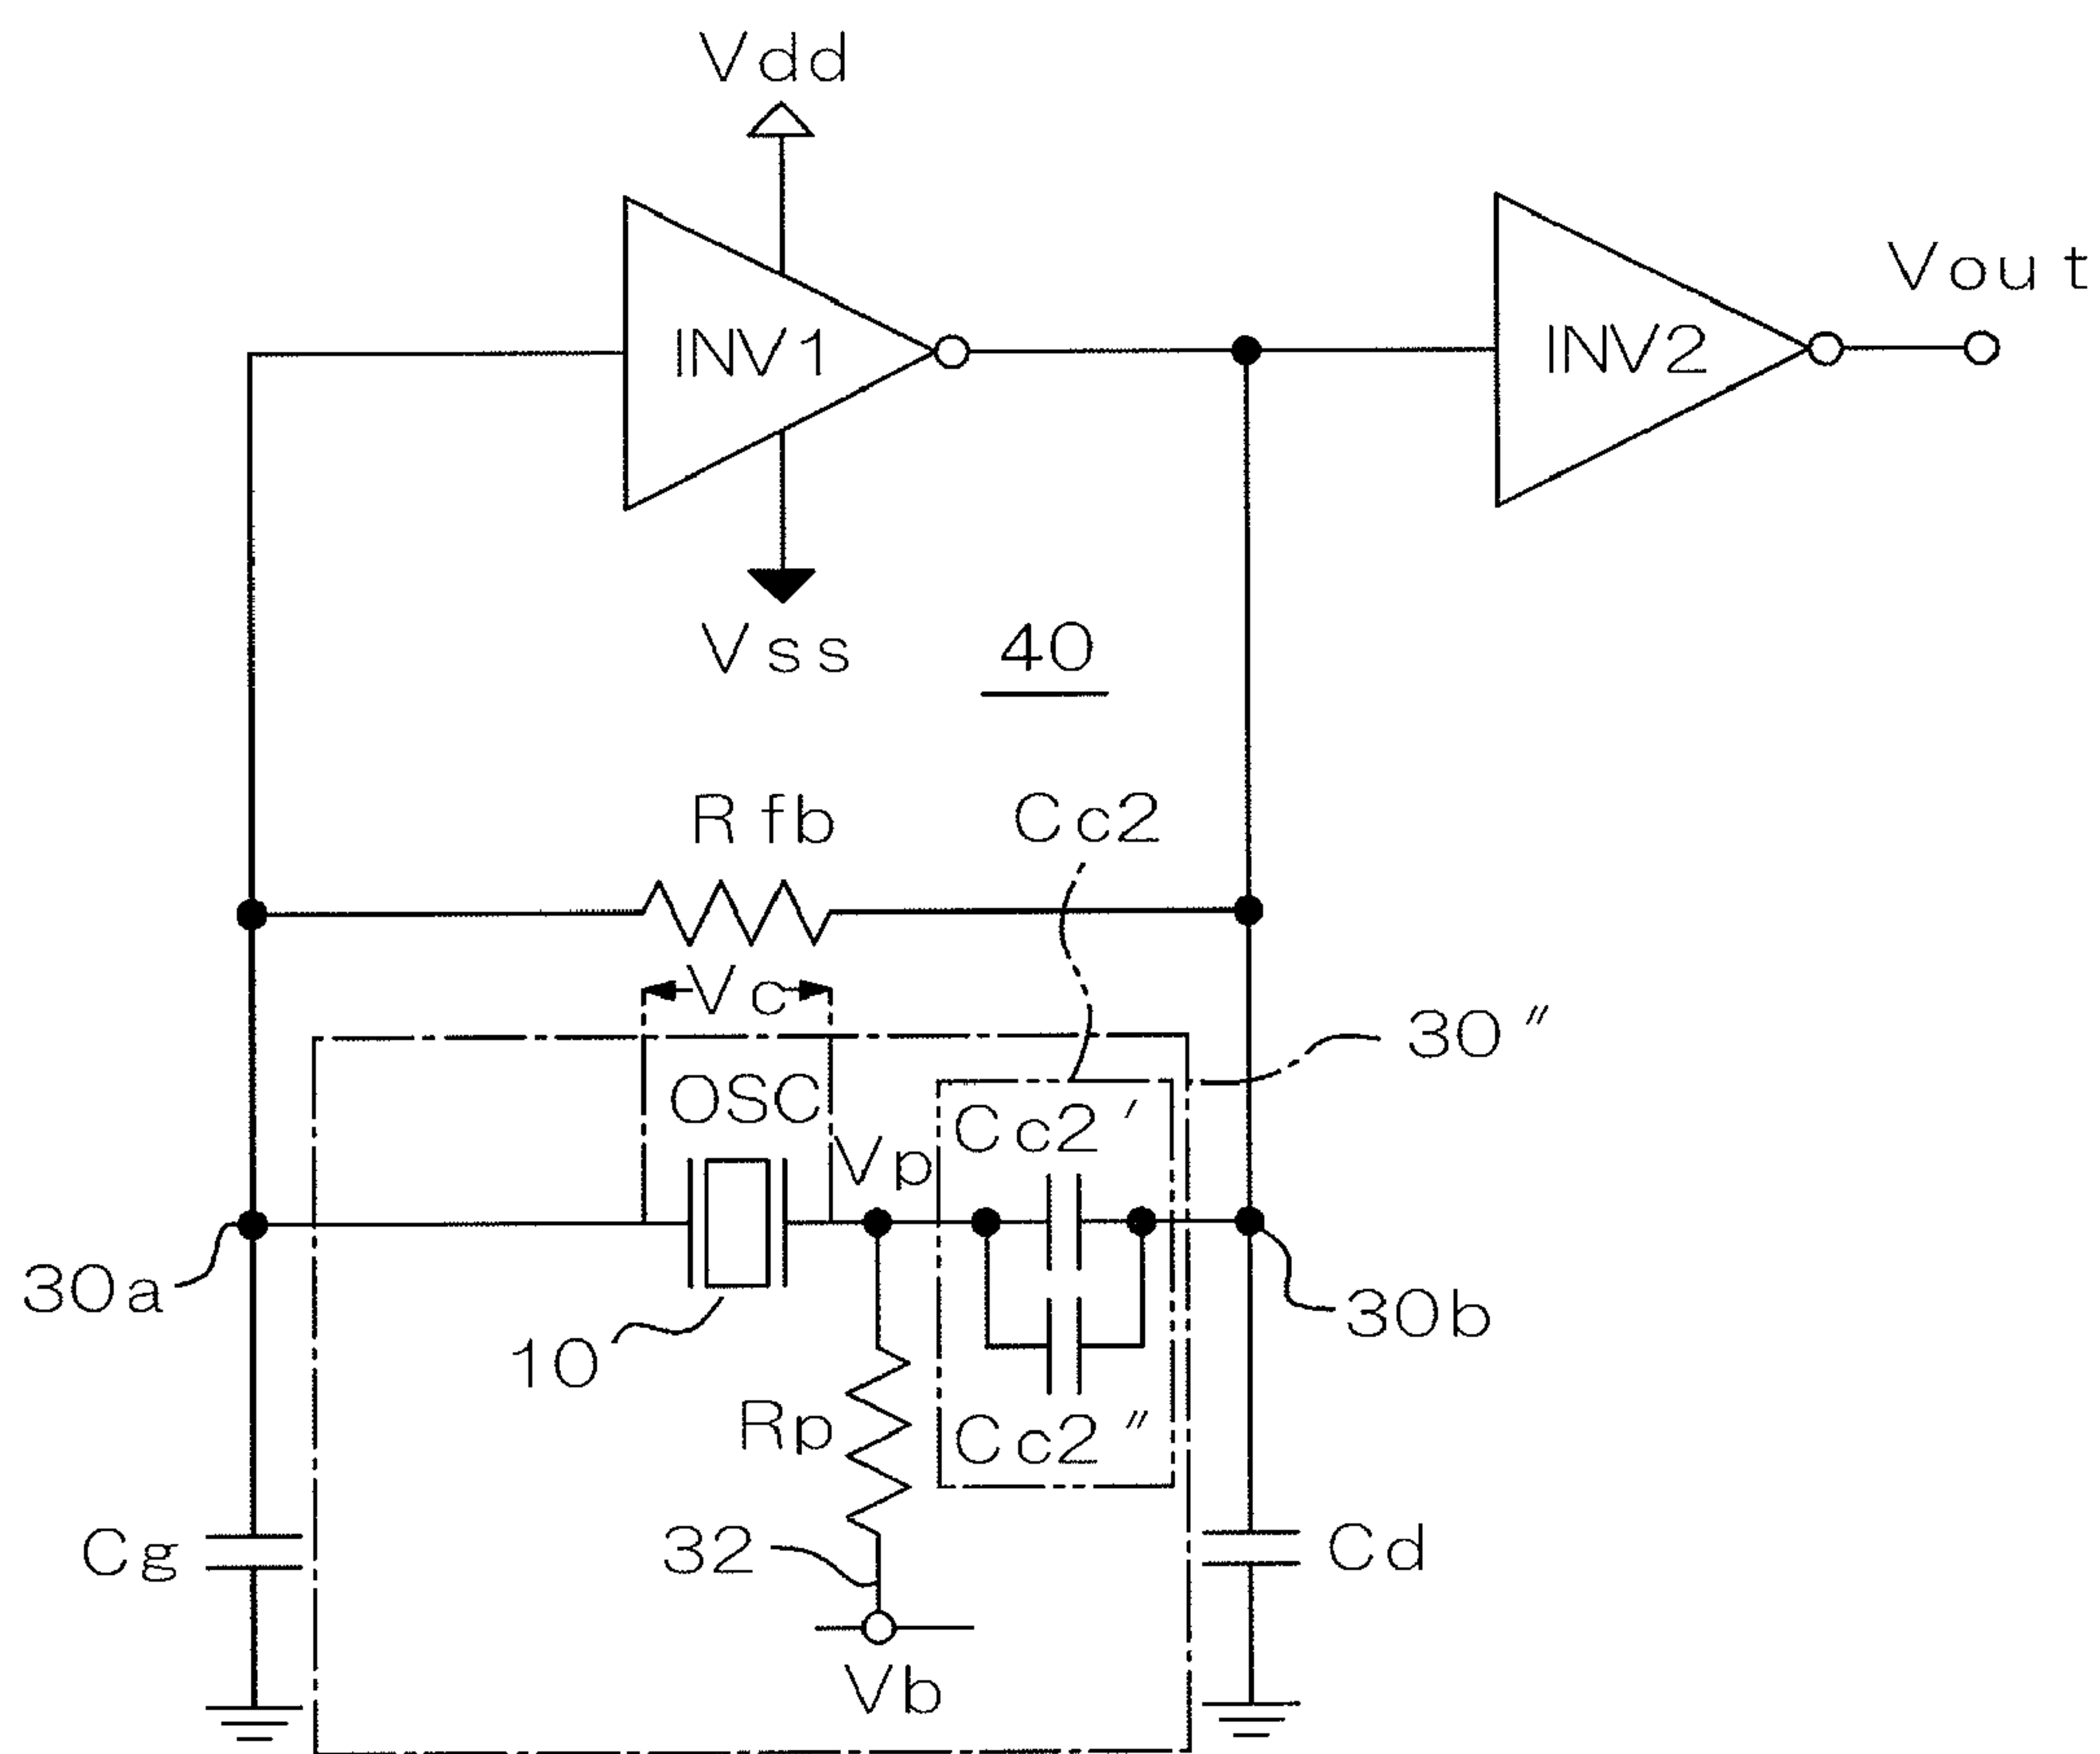 Vdd
Vout
INV1
INV2
Vss
40
Rfb
Cc2
Vc
30"
OSC
Cc2'
Vp
30a
30b
10
Rp
Cc2"
32
Cg
Cd
Vb